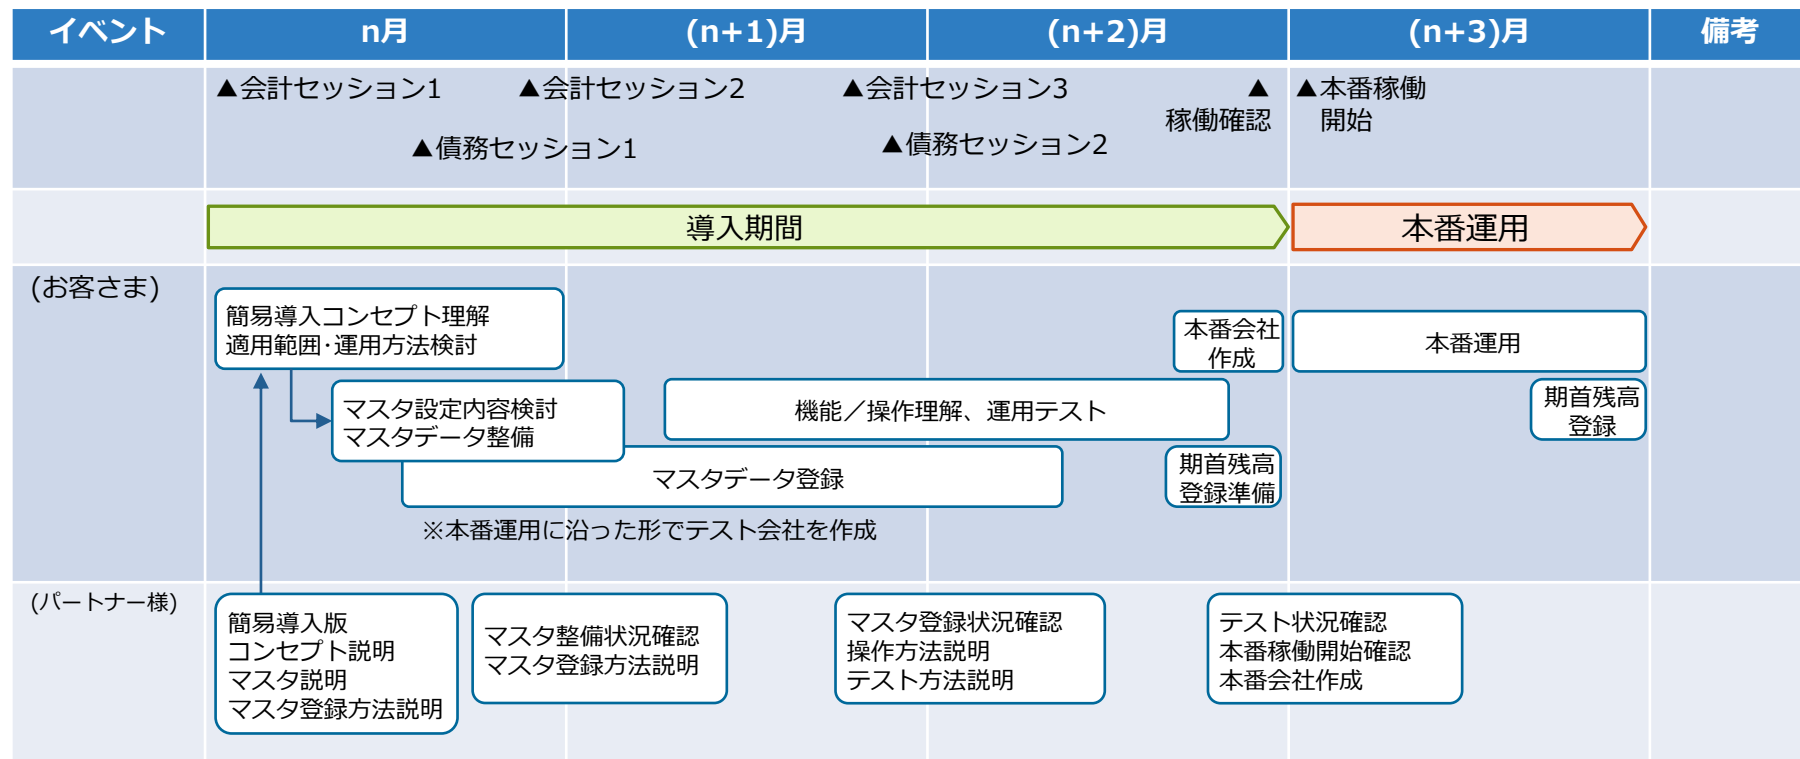 イベント
n月
(n+1)月
(n+2)月
(n+3)月
備考
▲会計セッション1
▲会計セッション2
▲会計セッション3
▲
稼働確認
▲本番稼働
開始
▲債務セッション1
▲債務セッション2
導入期間
本番運用
(お客さま)
簡易導入コンセプト理解
適用範囲・運用方法検討
本番会社
作成
本番運用
マスタ設定内容検討
マスタデータ整備
機能／操作理解、運用テスト
期首残高
登録
マスタデータ登録
期首残高
登録準備
※本番運用に沿った形でテスト会社を作成
(パートナー様)
簡易導入版
コンセプト説明
マスタ説明
マスタ登録方法説明
マスタ整備状況確認
マスタ登録方法説明
マスタ登録状況確認
操作方法説明
テスト方法説明
テスト状況確認
本番稼働開始確認
本番会社作成